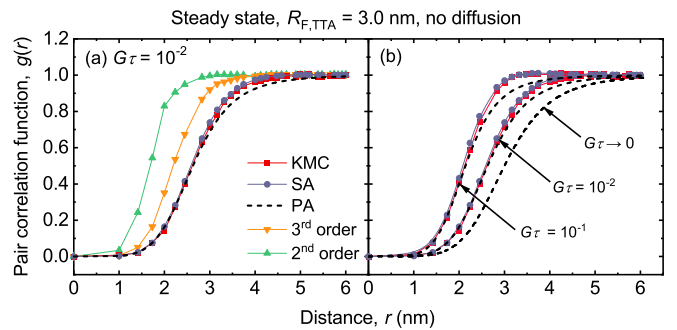 Steady state, R_F,TTA = 3.0 nm, no diffusion
Pair correlation function, g(r)
1.2
1.0
0.8
0.6
0.4
0.2
0.0
(a) Gτ = 10⁻²
KMC
SA
PA
3ʳᵈ order
2ⁿᵈ order
(b)
Gτ → 0
Gτ = 10⁻²
Gτ = 10⁻¹
0 1 2 3 4 5 6
0 1 2 3 4 5 6
Distance, r (nm)